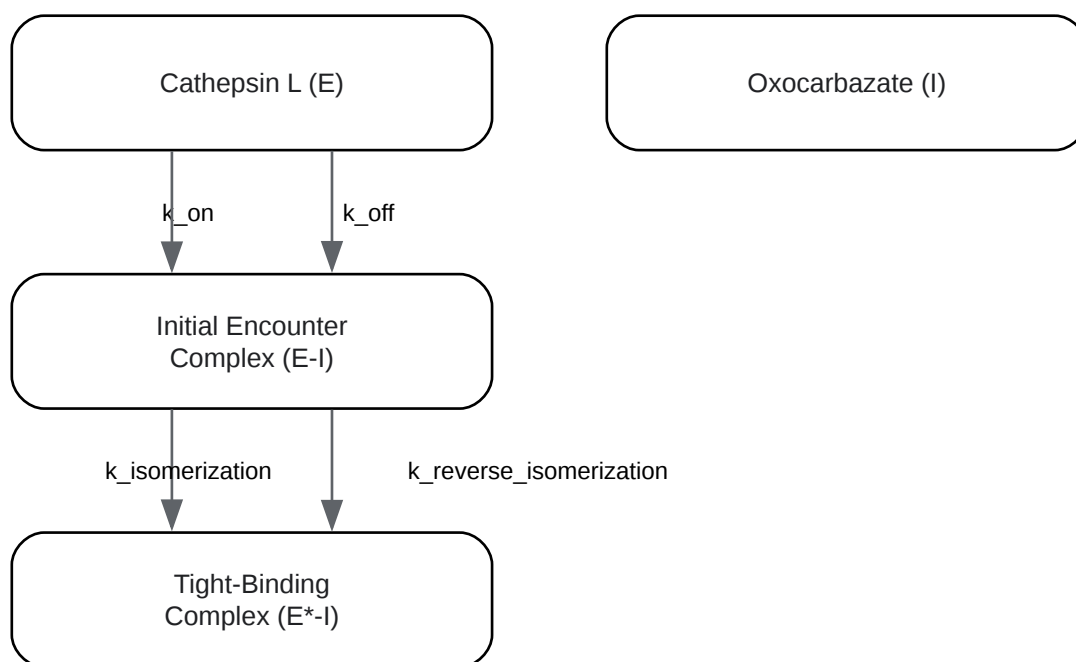 Cathepsin L (E)
Oxocarbazate (I)
k_on
k_off
Initial Encounter
Complex (E-I)
k_isomerization
k_reverse_isomerization
Tight-Binding
Complex (E*-I)